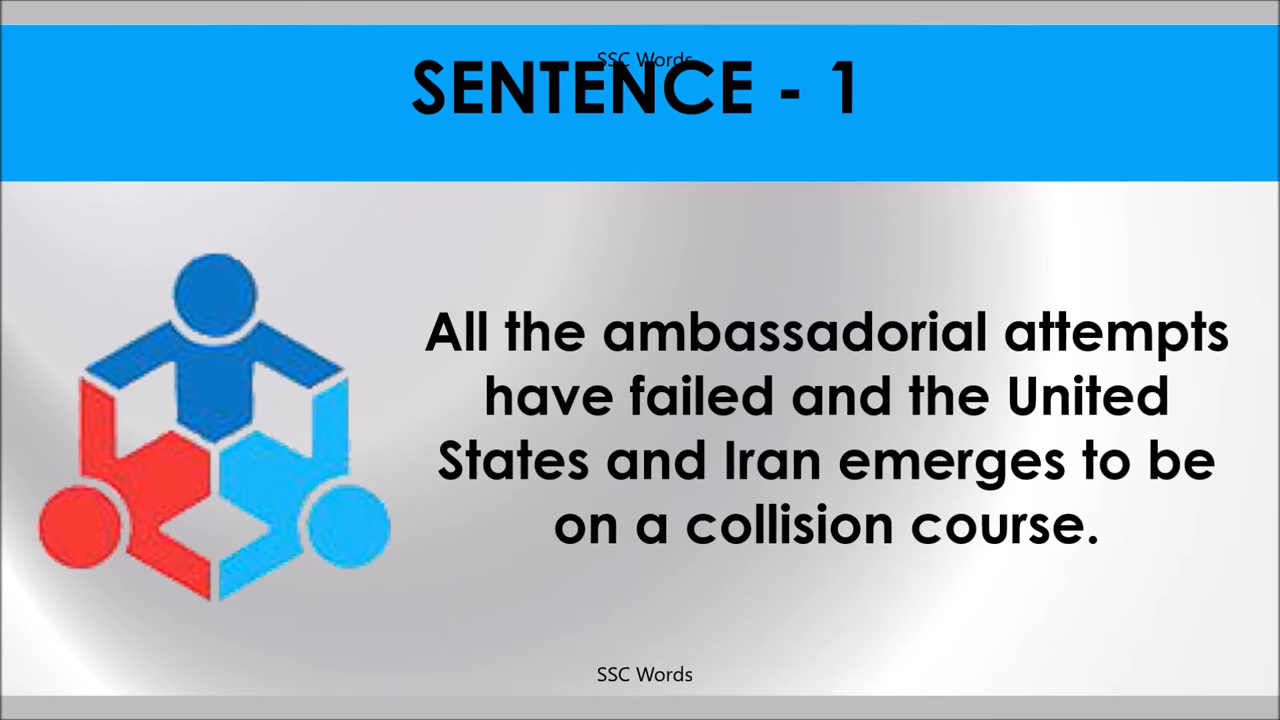 SSC Words
SENTENCE - 1
All the ambassadorial attempts
have failed and the United
States and Iran emerges to be
on a collision course.
SSC Words